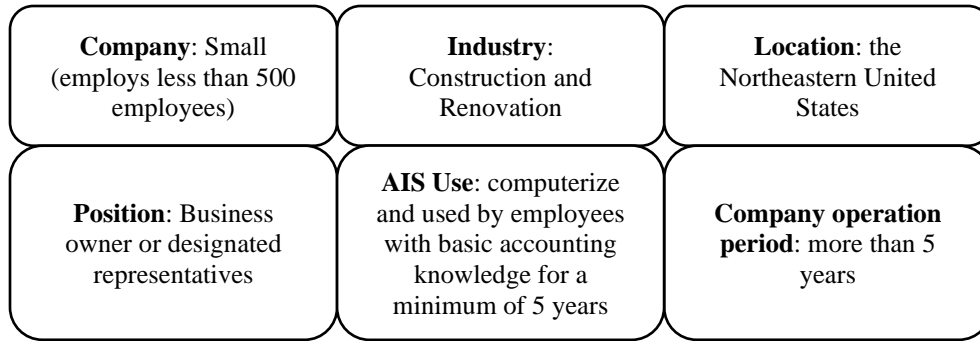 Company: Small
(employs less than 500
employees)
Industry:
Construction and
Renovation
Location: the
Northeastern United
States
Position: Business
owner or designated
representatives
AIS Use: computerize
and used by employees
with basic accounting
knowledge for a
minimum of 5 years
Company operation
period: more than 5
years